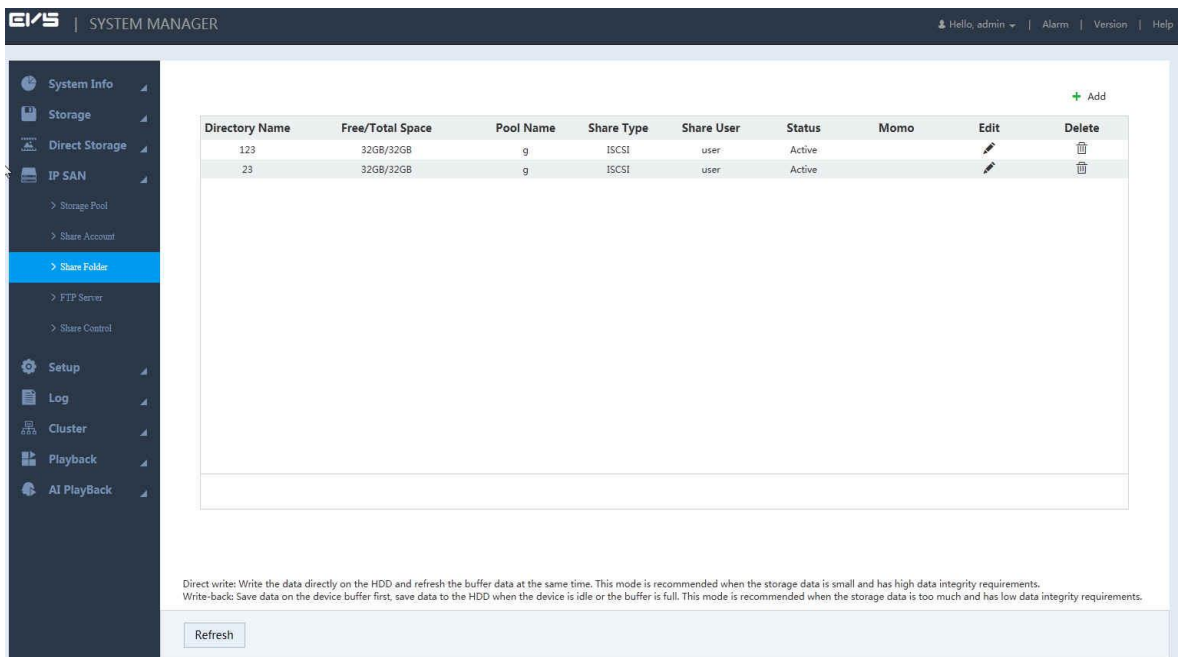 EVS | SYSTEM MANAGER
Hello, admin | Alarm | Version | Help
System Info
Storage
Direct Storage
IP SAN
> Storage Pool
> Share Account
> Share Folder
> FTP Server
> Share Control
Setup
Log
Cluster
Playback
AI PlayBack
+ Add
Directory Name Free/Total Space Pool Name Share Type Share User Status Momo Edit Delete
123 32GB/32GB g ISCSI user Active
23 32GB/32GB g ISCSI user Active
Direct write: Write the data directly on the HDD and refresh the buffer data at the same time. This mode is recommended when the storage data is small and has high data integrity requirements.
Write-back: Save data on the device buffer first, save data to the HDD when the device is idle or the buffer is full. This mode is recommended when the storage data is too much and has low data integrity requirements.
Refresh